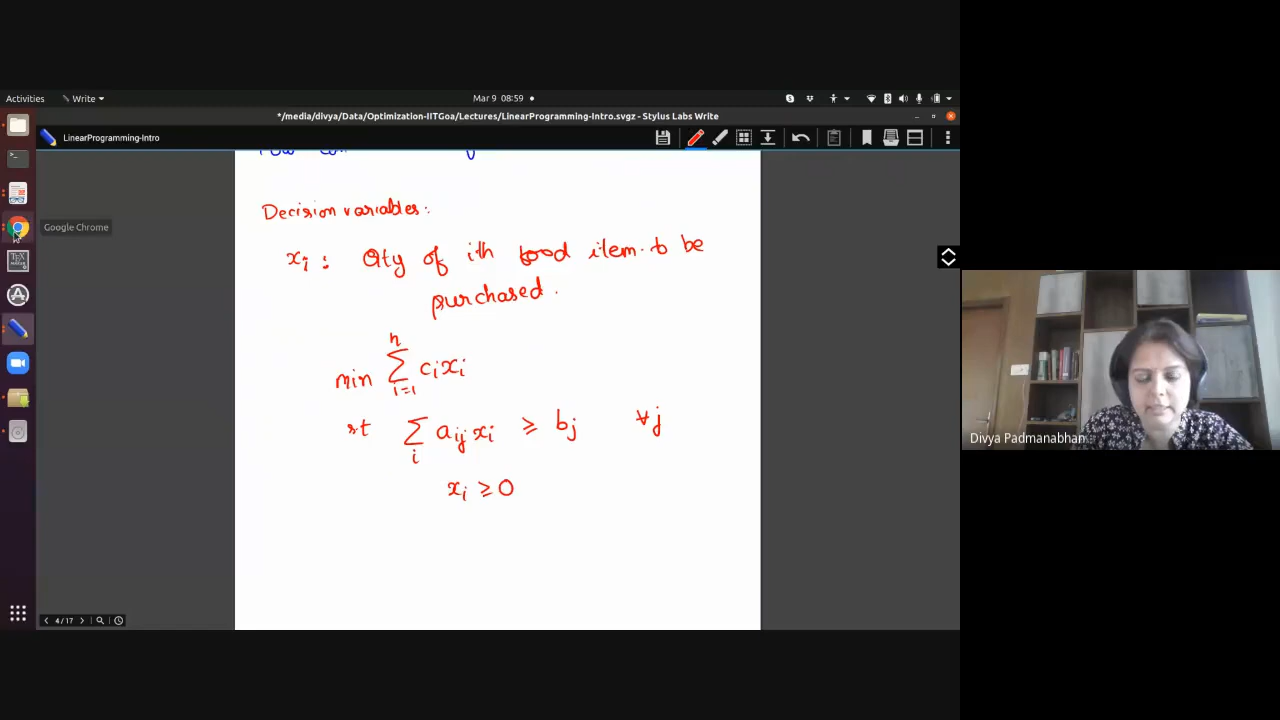 Activities
Write
Mar 9 08:59
*/media/divya/Data/Optimization-IITGoa/Lectures/LinearProgramming-Intro.svgz - Stylus Labs Write
LinearProgramming-Intro
Decision variables:
Google Chrome
xᵢ : Qty of ith food item to be
purchased.
min ∑ᵢ₌₁ⁿ cᵢxᵢ
s.t ∑ᵢ aᵢⱼxᵢ ≥ bⱼ ∀j
xᵢ ≥ 0
Divya Padmanabhan
4/17